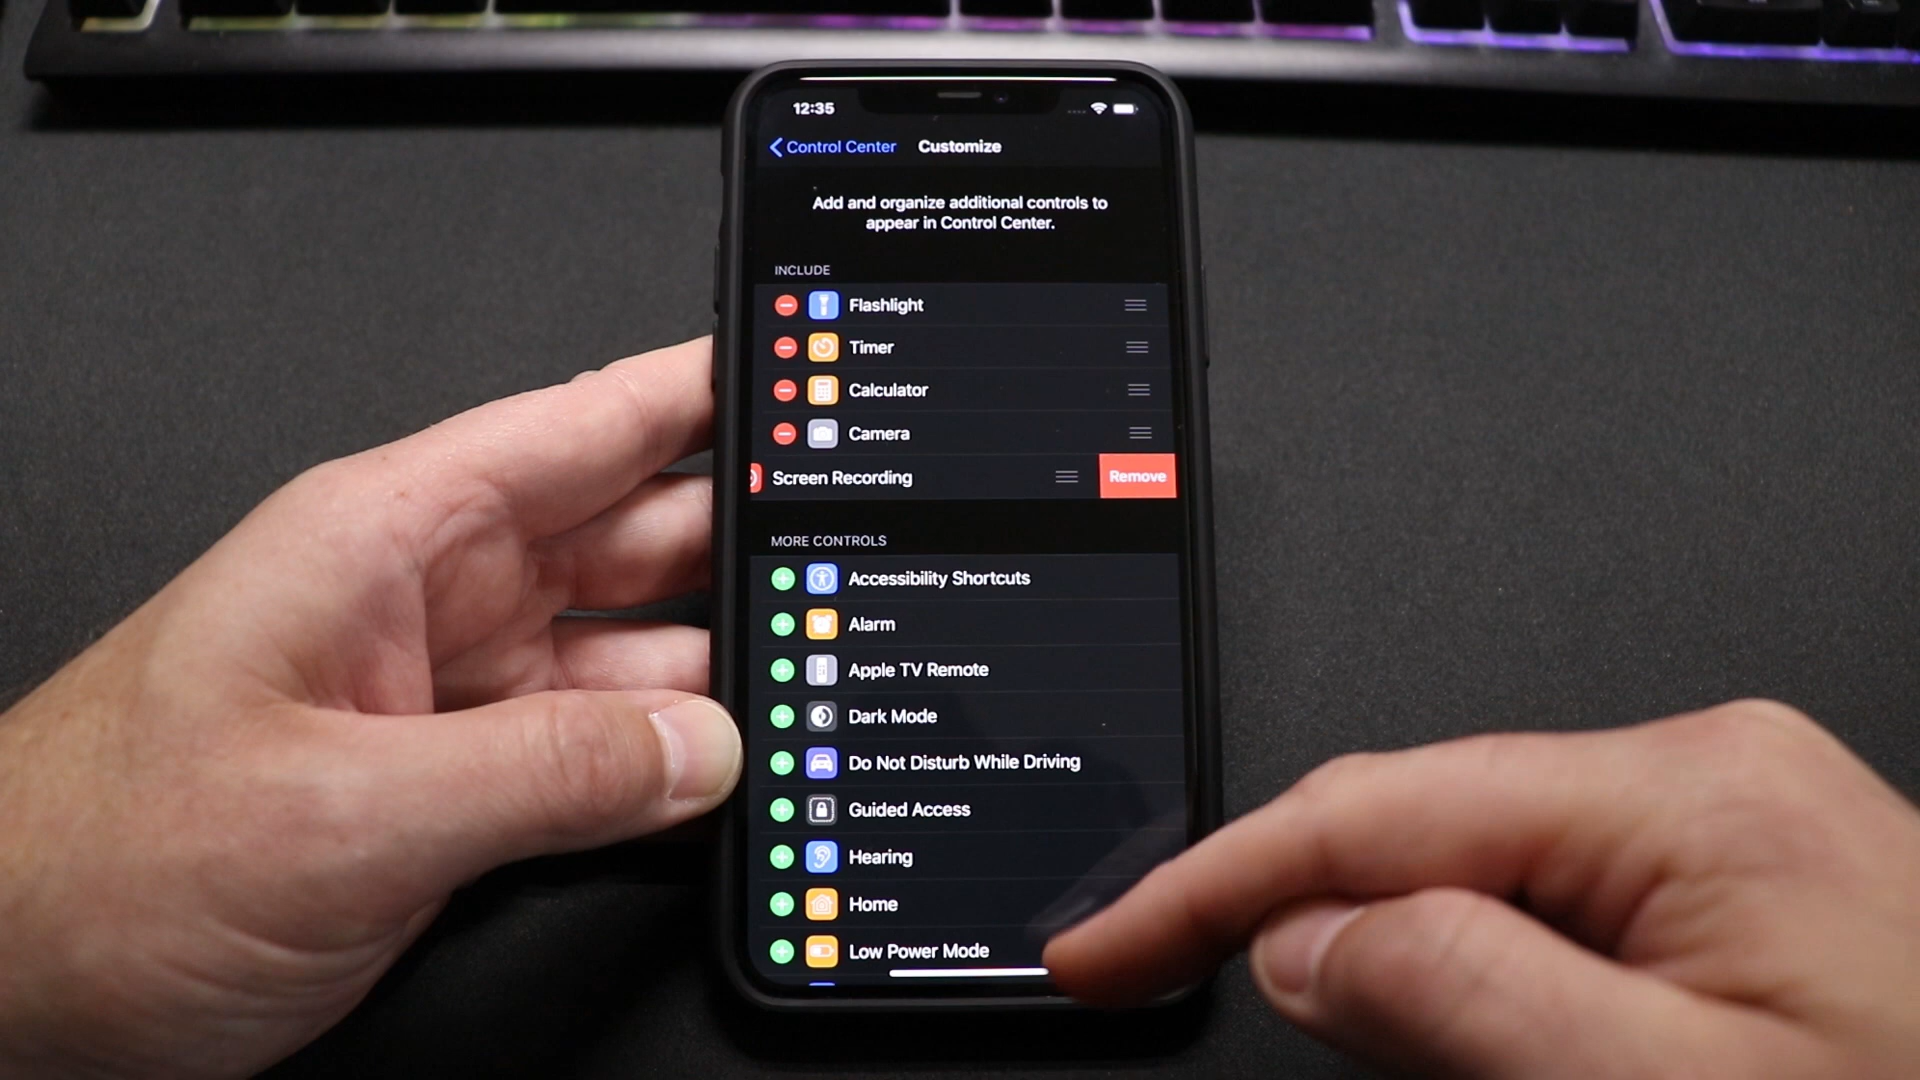 12:35
Control Center
Customize
Add and organize additional controls to
appear in Control Center.
INCLUDE
Flashlight
Timer
Calculator
Camera
Screen Recording
Remove
MORE CONTROLS
Accessibility Shortcuts
Alarm
Apple TV Remote
Dark Mode
Do Not Disturb While Driving
Guided Access
Hearing
Home
Low Power Mode